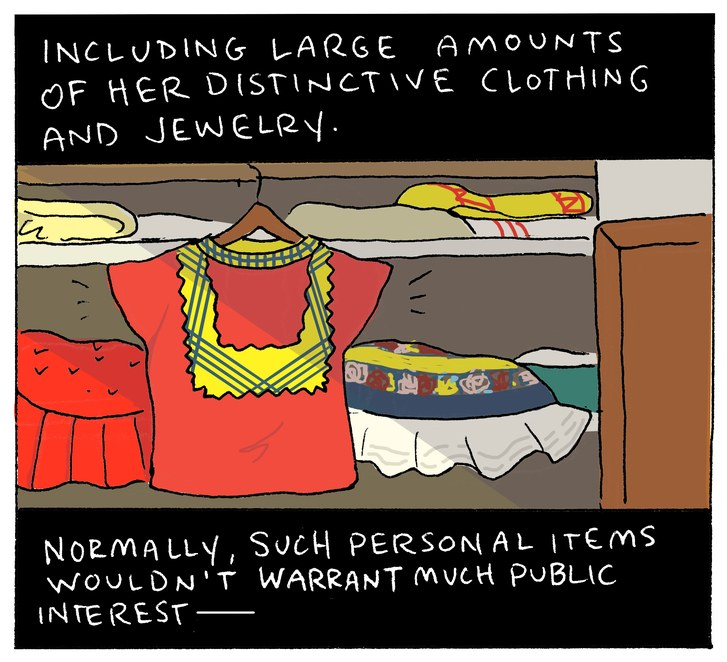 INCLUDING LARGE AMOUNTS
OF HER DISTINCTIVE CLOTHING
AND JEWELRY.
NORMALLY, SUCH PERSONAL ITEMS
WOULDN'T WARRANT MUCH PUBLIC
INTEREST—